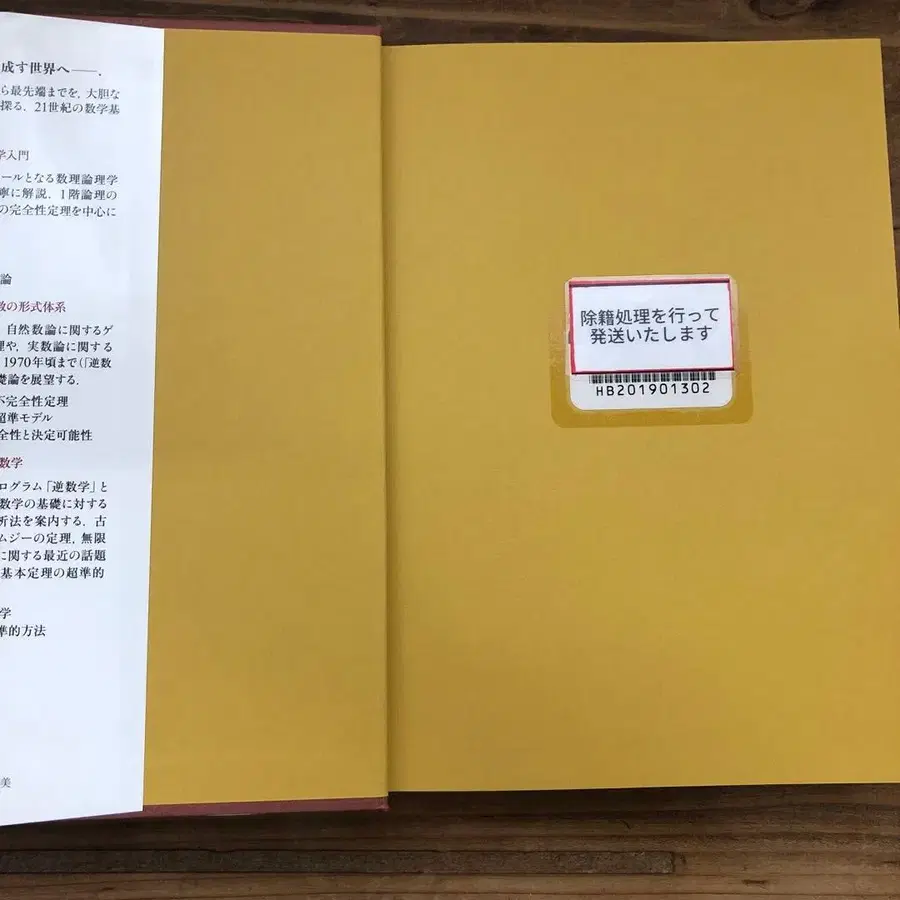 成す世界へ——.
ら最先端までを，大胆な
探る，21世紀の数学基
学入門
ールとなる数理論理学
寧に解説．1階論理の
の完全性定理を中心に
論
数の形式体系
自然数論に関するゲ
理や，実数論に関する
1970年頃まで（「逆数
礎論を展望する．
不完全性定理
超準モデル
全性と決定可能性
数学
ログラム「逆数学」と
数学の基礎に対する
析法を案内する．古
ムジーの定理，無限
に関する最近の話題
基本定理の超準的
学
準的方法
美
除籍処理を行って
発送いたします
HB201901302